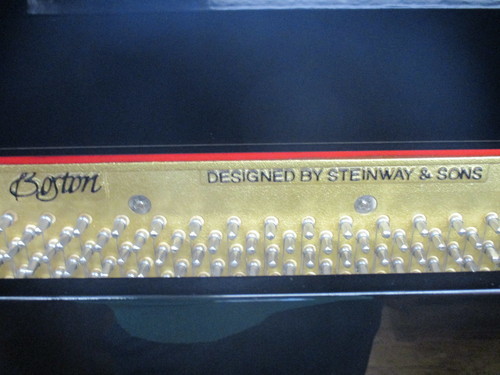 Boston
DESIGNED BY STEINWAY & SONS